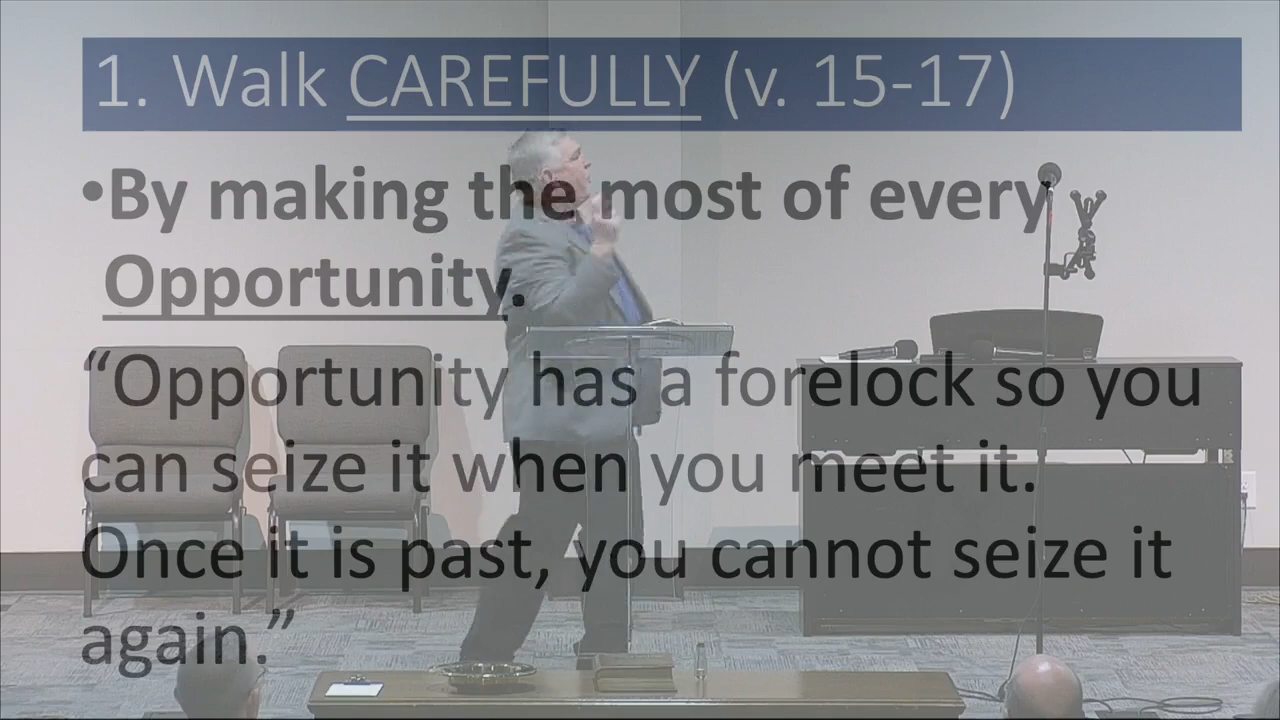 1. Walk CAREFULLY (v. 15-17)
•By making the most of every
Opportunity.
“Opportunity has a forelock so you
can seize it when you meet it.
Once it is past, you cannot seize it
again.”